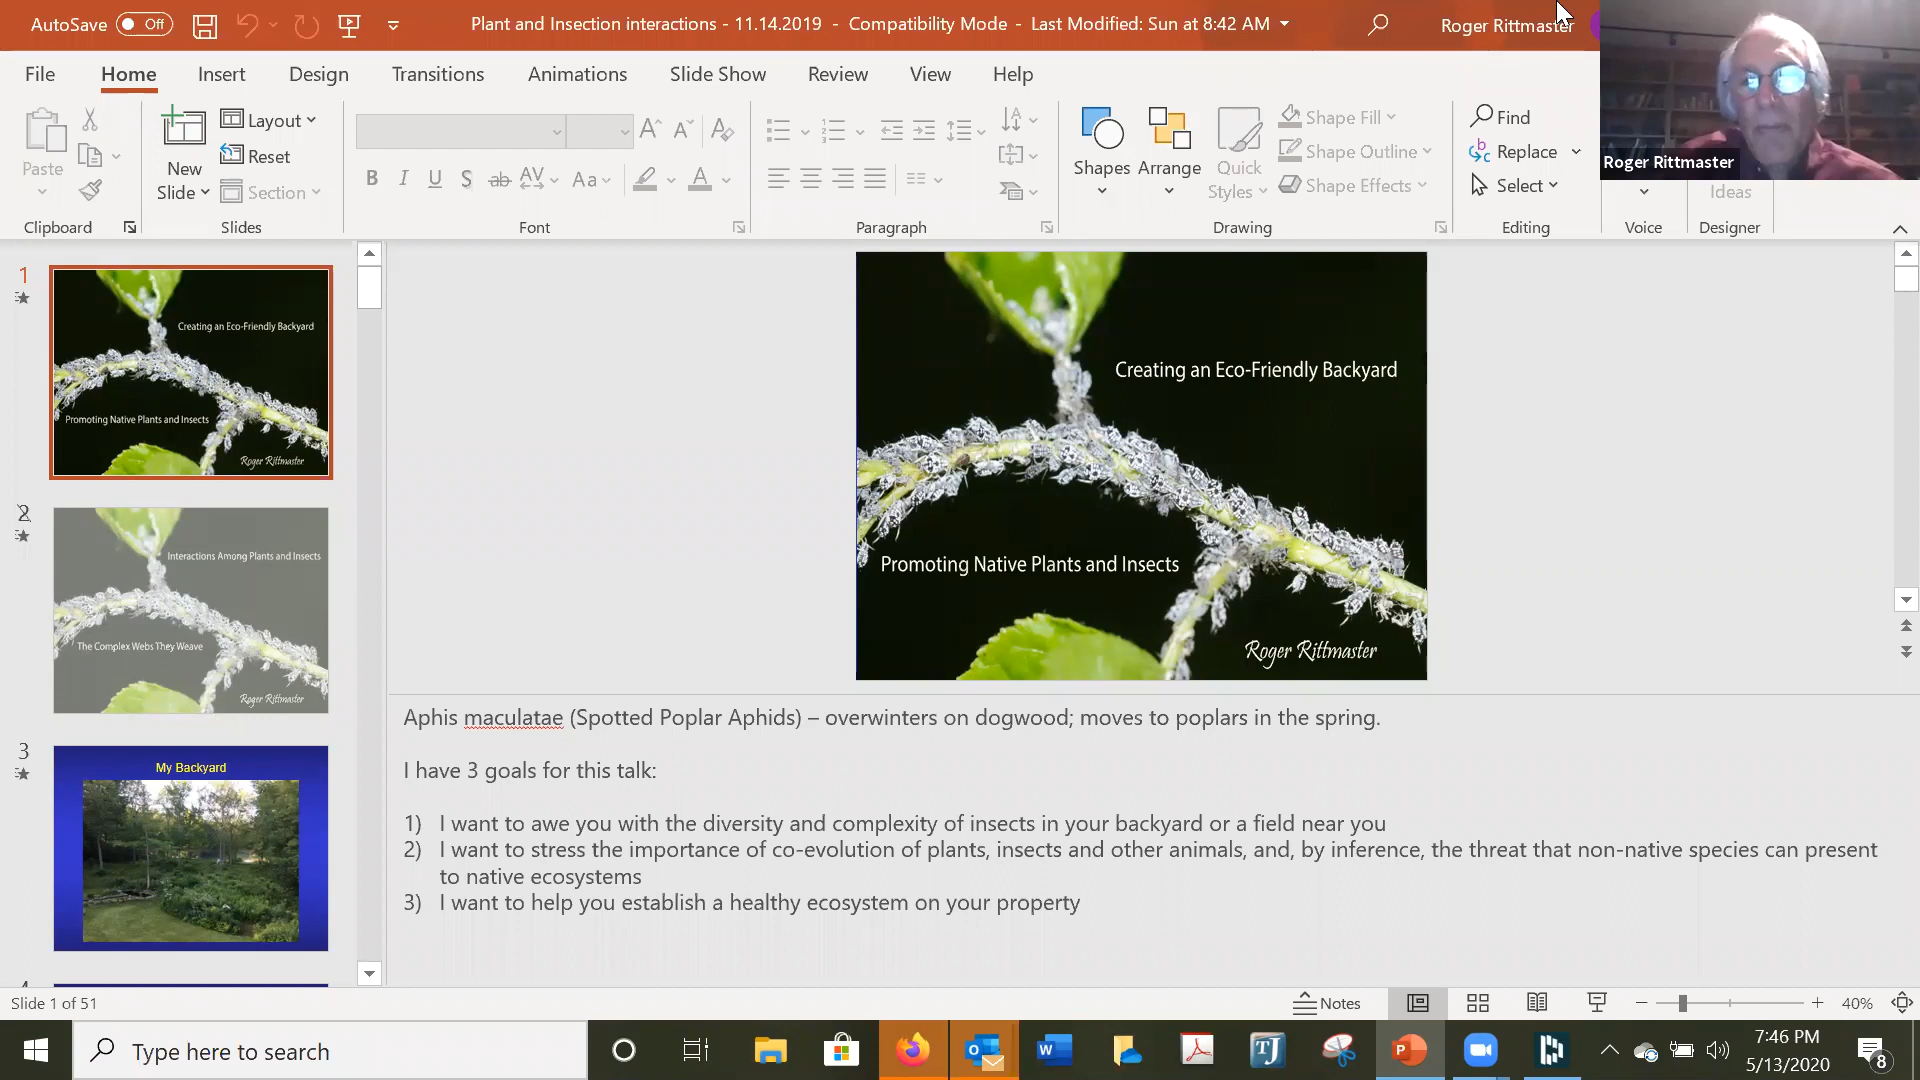 AutoSave Off
Plant and Insection interactions - 11.14.2019 - Compatibility Mode - Last Modified: Sun at 8:42 AM
Roger Rittmaster
File Home Insert Design Transitions Animations Slide Show Review View Help
Paste
Clipboard
New
Slide
Layout
Reset
Section
Slides
B I U S ab AV Aa A
Font
Paragraph
Shapes
Arrange
Quick
Styles
Shape Fill
Shape Outline
Shape Effects
Drawing
Find
Replace
Select
Editing
Voice
Ideas
Designer
Roger Rittmaster
1
Creating an Eco-Friendly Backyard
Promoting Native Plants and Insects
Roger Rittmaster
2
Interactions Among Plants and Insects
The Complex Webs They Weave
Roger Rittmaster
3
My Backyard
Creating an Eco-Friendly Backyard
Promoting Native Plants and Insects
Roger Rittmaster
Aphis maculatae (Spotted Poplar Aphids) – overwinters on dogwood; moves to poplars in the spring.
I have 3 goals for this talk:
1) I want to awe you with the diversity and complexity of insects in your backyard or a field near you
2) I want to stress the importance of co-evolution of plants, insects and other animals, and, by inference, the threat that non-native species can present
to native ecosystems
3) I want to help you establish a healthy ecosystem on your property
Slide 1 of 51
Notes
40%
Type here to search
7:46 PM
5/13/2020
8